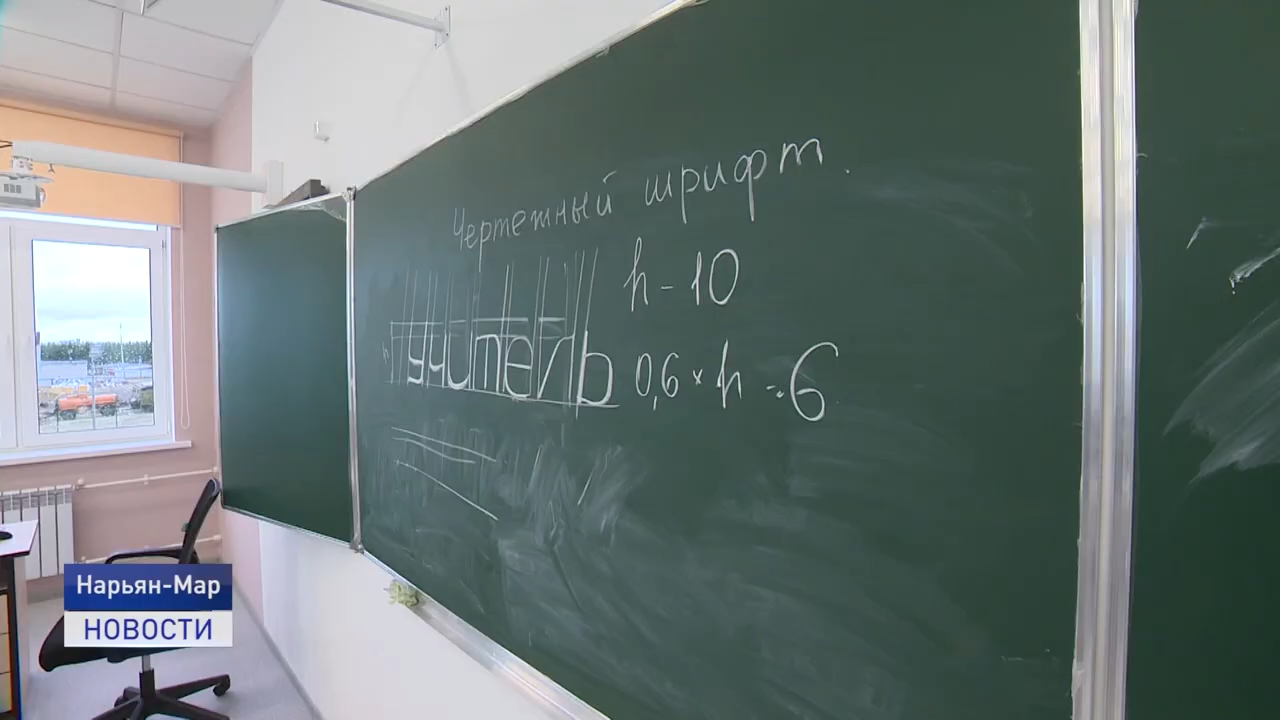 Чертежный шрифт.
h - 10
учитель
0,6 × h = 6
Нарьян-Мар
НОВОСТИ